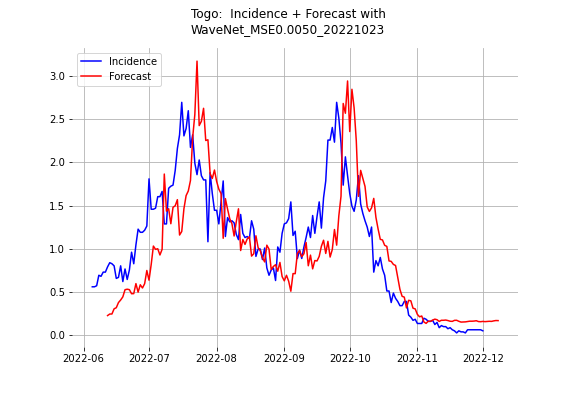 Togo:  Incidence + Forecast with
WaveNet_MSE0.0050_20221023
Incidence
Forecast
3.0
2.5
2.0
1.5
1.0
0.5
0.0
2022-06 2022-07 2022-08 2022-09 2022-10 2022-11 2022-12